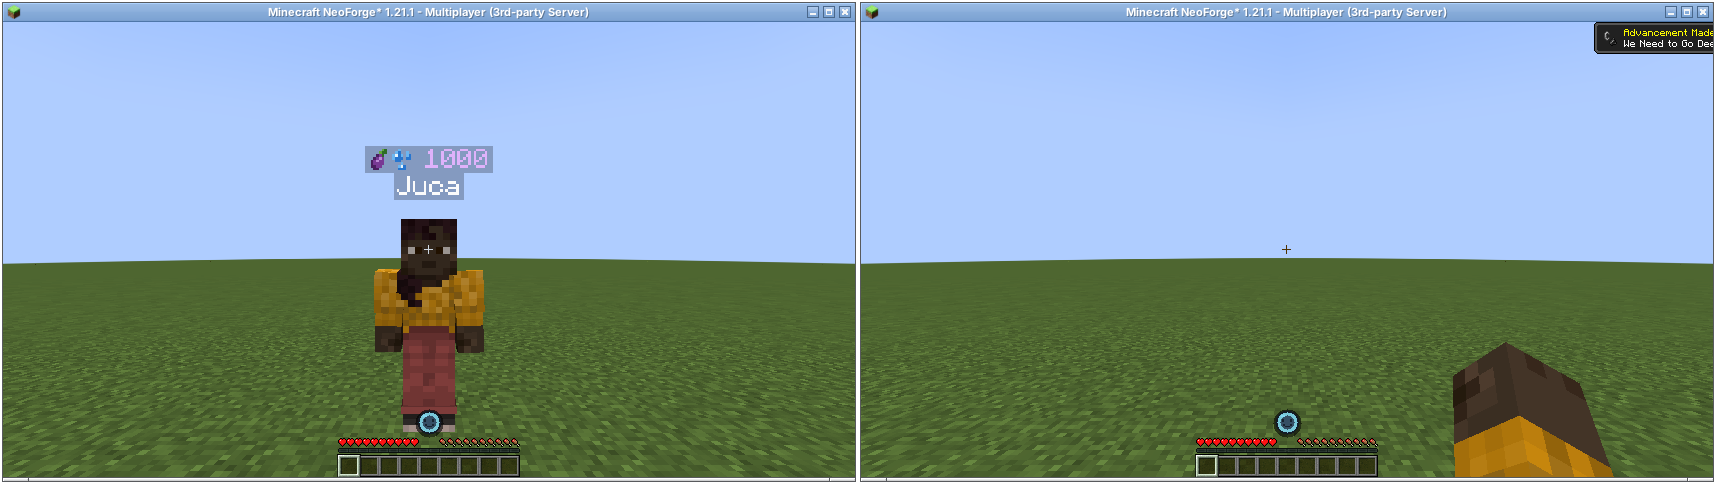 Minecraft NeoForge* 1.21.1 - Multiplayer (3rd-party Server)
1000
Juca
Minecraft NeoForge* 1.21.1 - Multiplayer (3rd-party Server)
Advancement Made
We Need to Go Dee